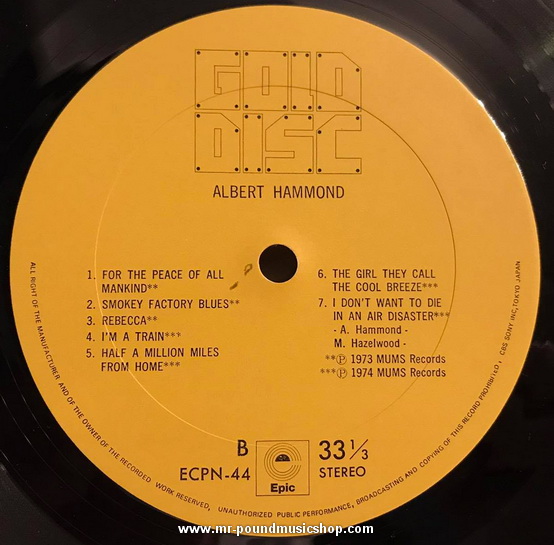 GOLD
DISC
ALBERT HAMMOND
1. FOR THE PEACE OF ALL
MANKIND**
2. SMOKEY FACTORY BLUES**
3. REBECCA**
4. I'M A TRAIN***
5. HALF A MILLION MILES
FROM HOME***
6. THE GIRL THEY CALL
THE COOL BREEZE***
7. I DON'T WANT TO DIE
IN AN AIR DISASTER***
- A. Hammond -
M. Hazelwood -
**Ⓟ 1973 MUMS Records
***Ⓟ 1974 MUMS Records
B
ECPN-44
e
Epic
33 1/3
STEREO
ALL RIGHT OF THE MANUFACTURER AND OF THE OWNER OF THE RECORDED WORK RESERVED, UNAUTHORIZED PUBLIC PERFORMANCE, BROADCASTING AND COPYING OF THIS RECORD PROHIBITED, CBS SONY INC, TOKYO JAPAN
www.mr-poundmusicshop.com